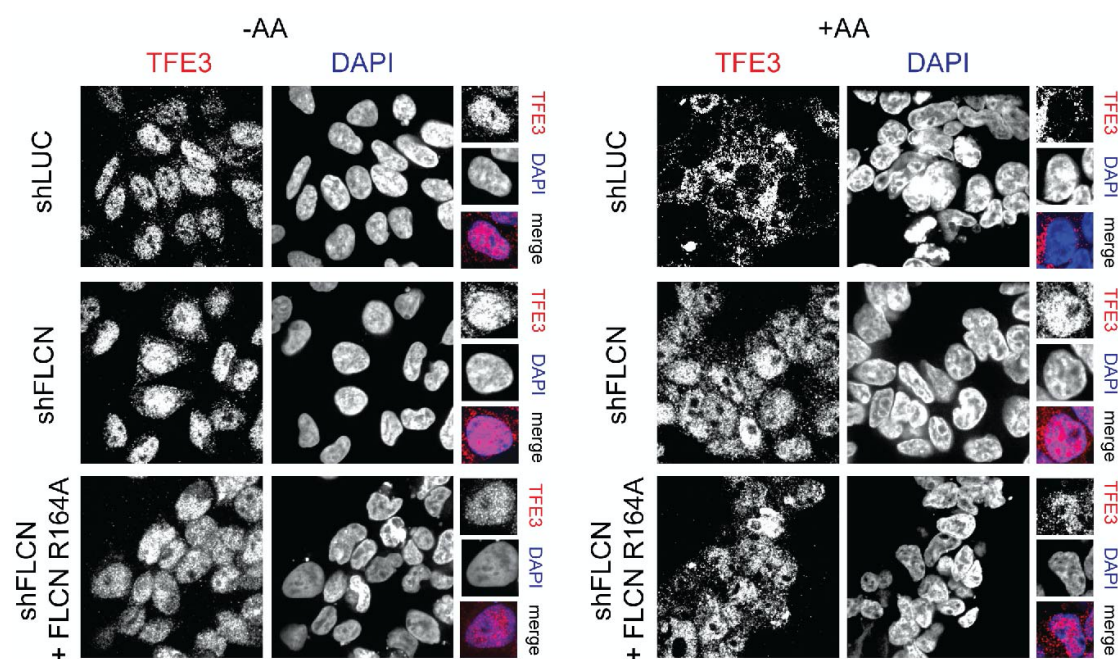 -AA
TFE3 DAPI
shLUC
TFE3
DAPI
merge
shFLCN
TFE3
DAPI
merge
shFLCN
+ FLCN R164A
TFE3
DAPI
merge
+AA
TFE3 DAPI
shLUC
TFE3
DAPI
merge
shFLCN
TFE3
DAPI
merge
shFLCN
+ FLCN R164A
TFE3
DAPI
merge